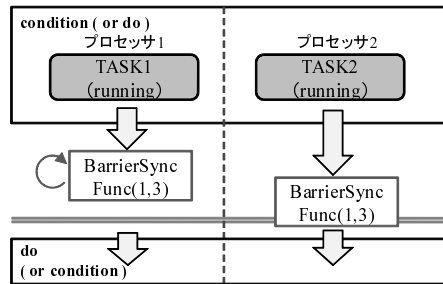 condition ( or do )
プロセッサ1
プロセッサ2
TASK1
(running)
TASK2
(running)
BarrierSync
Func(1,3)
BarrierSync
Func(1,3)
do
( or condition )